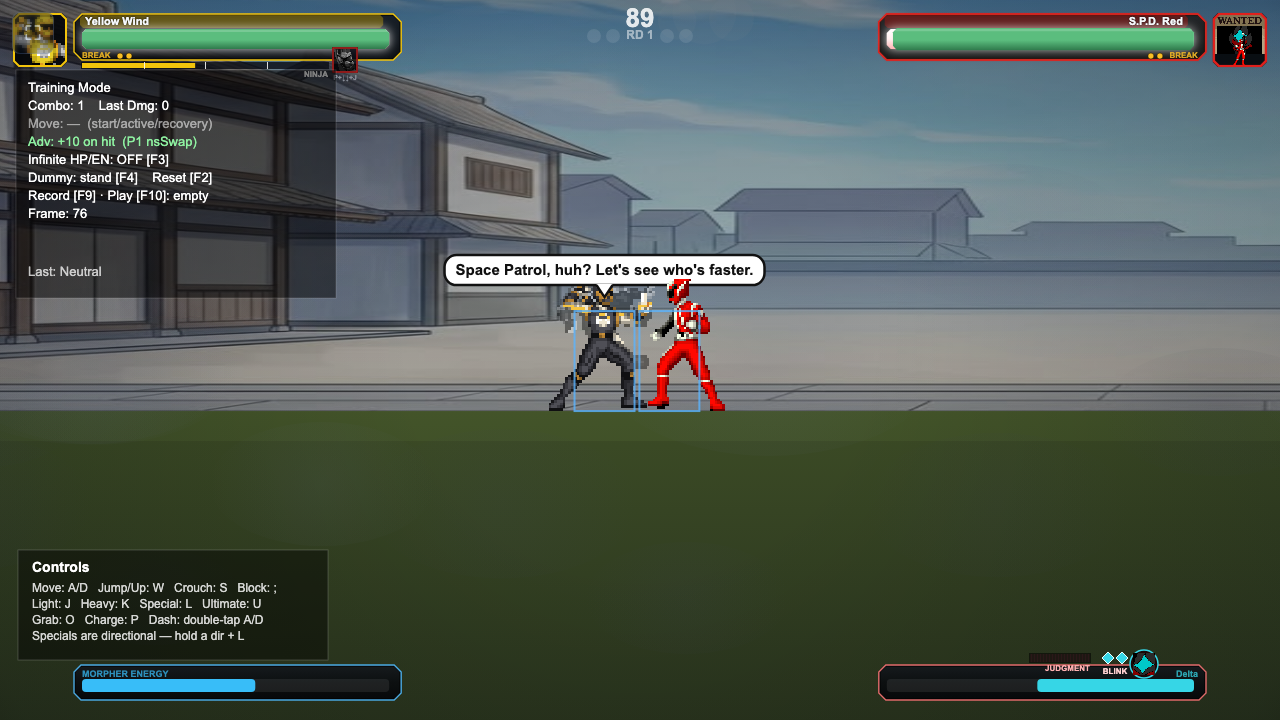 Yellow Wind
BREAK
NINJA
89
RD 1
S.P.D. Red
BREAK
WANTED
Training Mode
Combo: 1 Last Dmg: 0
Move: — (start/active/recovery)
Adv: +10 on hit (P1 nsSwap)
Infinite HP/EN: OFF [F3]
Dummy: stand [F4] Reset [F2]
Record [F9] · Play [F10]: empty
Frame: 76
Last: Neutral
Space Patrol, huh? Let's see who's faster.
Controls
Move: A/D Jump/Up: W Crouch: S Block: ;
Light: J Heavy: K Special: L Ultimate: U
Grab: O Charge: P Dash: double-tap A/D
Specials are directional — hold a dir + L
MORPHER ENERGY
JUDGMENT
BLINK
Delta